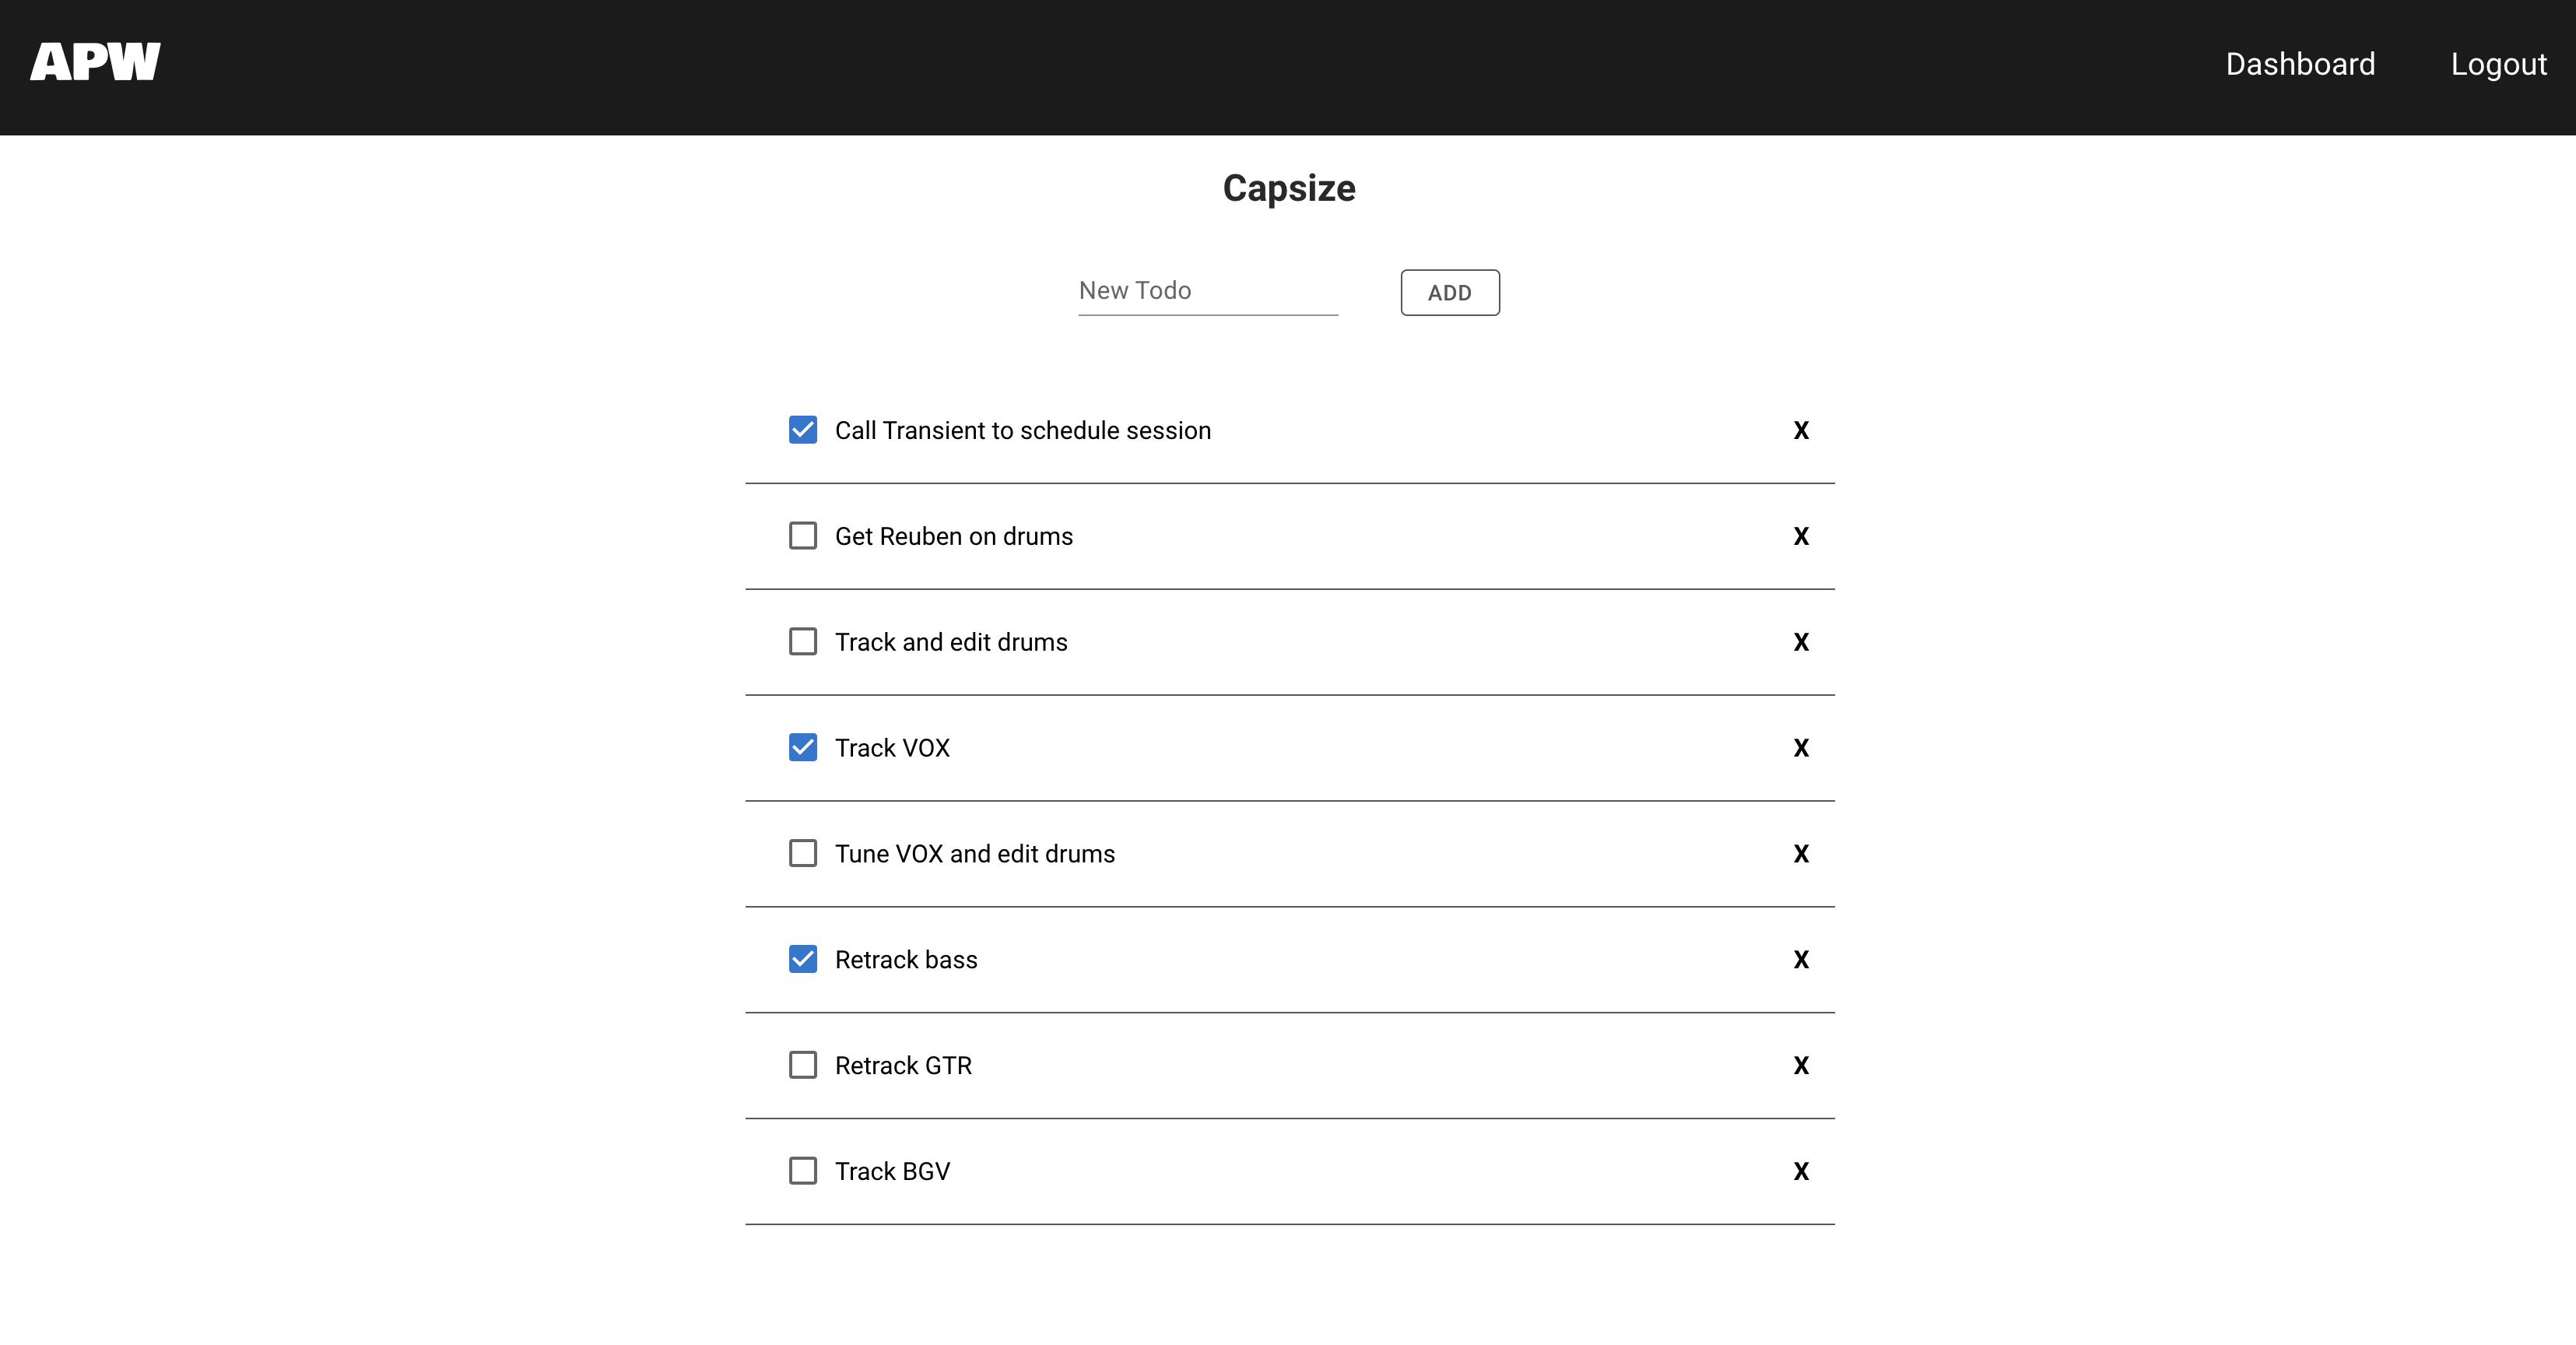 APW
Dashboard Logout
Capsize
New Todo ADD
Call Transient to schedule session X
Get Reuben on drums X
Track and edit drums X
Track VOX X
Tune VOX and edit drums X
Retrack bass X
Retrack GTR X
Track BGV X